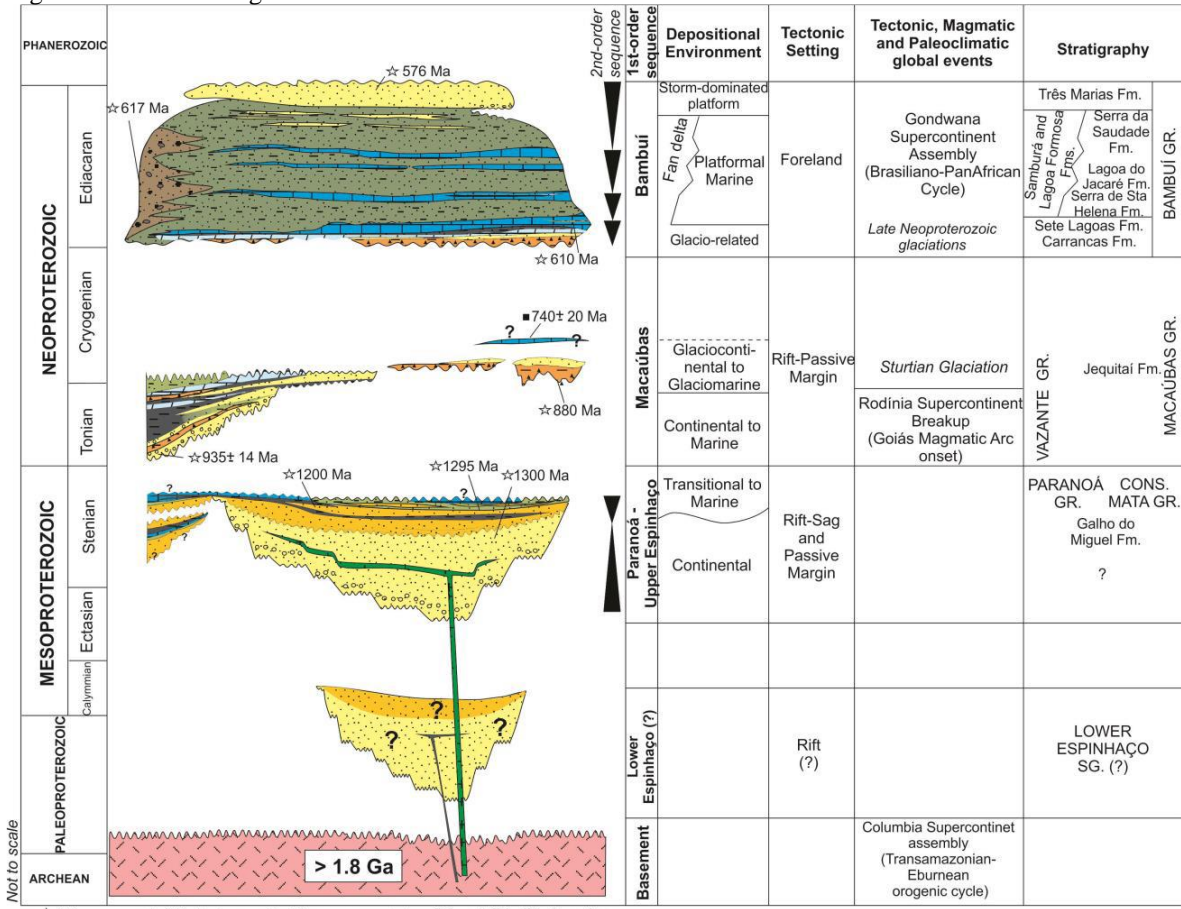 PHANEROZOIC
NEOPROTEROZOIC
Ediacaran
Cryogenian
Tonian
MESOPROTEROZOIC
Stenian
Ectasian
Calymmian
PALEOPROTEROZOIC
ARCHEAN
Not to scale
☆576 Ma
☆617 Ma
☆610 Ma
■740± 20 Ma
?
?
☆880 Ma
☆935± 14 Ma
☆1200 Ma
☆1295 Ma
☆1300 Ma
?
?
?
?
?
?
?
?
> 1.8 Ga
2nd-order
sequence
1st-order
sequence
Bambuí
Macaúbas
Paranoá -
Upper Espinhaço
Lower
Espinhaço (?)
Basement
Depositional
Environment
Storm-dominated
platform
Fan delta
Platformal
Marine
Glacio-related
Glacioconti-
nental to
Glaciomarine
Continental
to Marine
Transitional to
Marine
Continental
Tectonic
Setting
Foreland
Rift-Passive
Margin
Rift-Sag
and
Passive
Margin
Rift
(?)
Tectonic, Magmatic
and Paleoclimatic
global events
Gondwana
Supercontinent
Assembly
(Brasiliano-PanAfrican
Cycle)
Late Neoproterozoic
glaciations
Sturtian Glaciation
Rodínia Supercontinent
Breakup
(Goiás Magmatic Arc
onset)
Columbia Supercontinet
assembly
(Transamazonian-
Eburnean
orogenic cycle)
Stratigraphy
Três Marias Fm.
Samburá and
Lagoa Formosa
Fms.
Serra da
Saudade
Fm.
Lagoa do
Jacaré Fm.
Serra de Sta
Helena Fm.
Sete Lagoas Fm.
Carrancas Fm.
BAMBUÍ GR.
VAZANTE GR.
Jequitaí Fm.
MACAÚBAS GR.
PARANOÁ
GR.
CONS.
MATA GR.
Galho do
Miguel Fm.
?
LOWER
ESPINHAÇO
SG. (?)